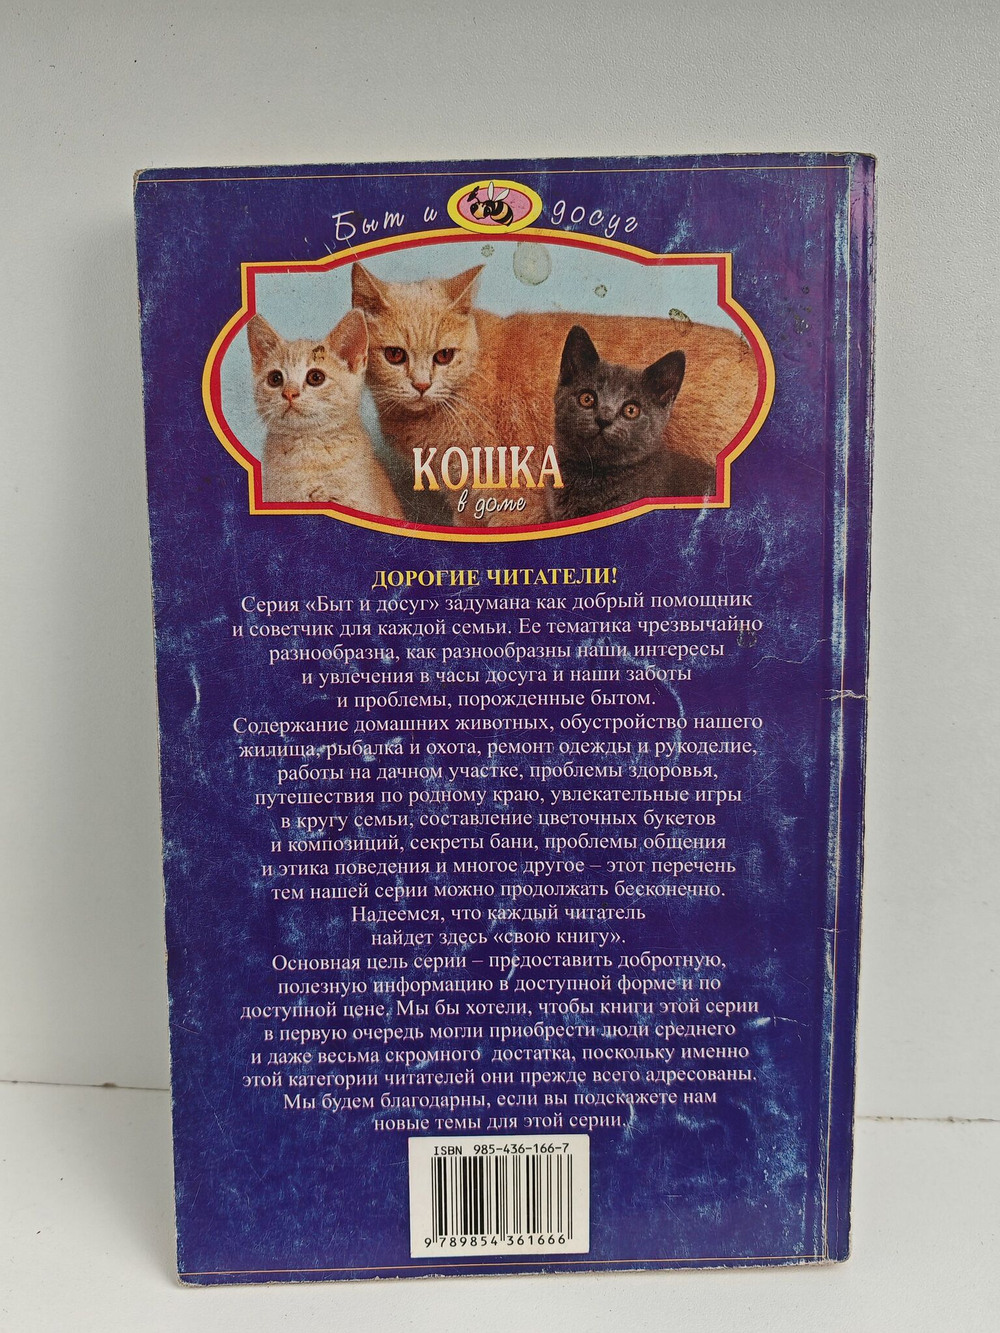 Быт и досуг
КОШКА
в доме
ДОРОГИЕ ЧИТАТЕЛИ!
Серия «Быт и досуг» задумана как добрый помощник
и советчик для каждой семьи. Ее тематика чрезвычайно
разнообразна, как разнообразны наши интересы
и увлечения в часы досуга и наши заботы
и проблемы, порожденные бытом.
Содержание домашних животных, обустройство нашего
жилища, рыбалка и охота, ремонт одежды и рукоделие,
работы на дачном участке, проблемы здоровья,
путешествия по родному краю, увлекательные игры
в кругу семьи, составление цветочных букетов
и композиций, секреты бани, проблемы общения
и этика поведения и многое другое – этот перечень
тем нашей серии можно продолжать бесконечно.
Надеемся, что каждый читатель
найдет здесь «свою книгу».
Основная цель серии – предоставить добротную,
полезную информацию в доступной форме и по
доступной цене. Мы бы хотели, чтобы книги этой серии
в первую очередь могли приобрести люди среднего
и даже весьма скромного достатка, поскольку именно
этой категории читателей они прежде всего адресованы.
Мы будем благодарны, если вы подскажете нам
новые темы для этой серии.
ISBN 985-436-166-7
9 789854 361666